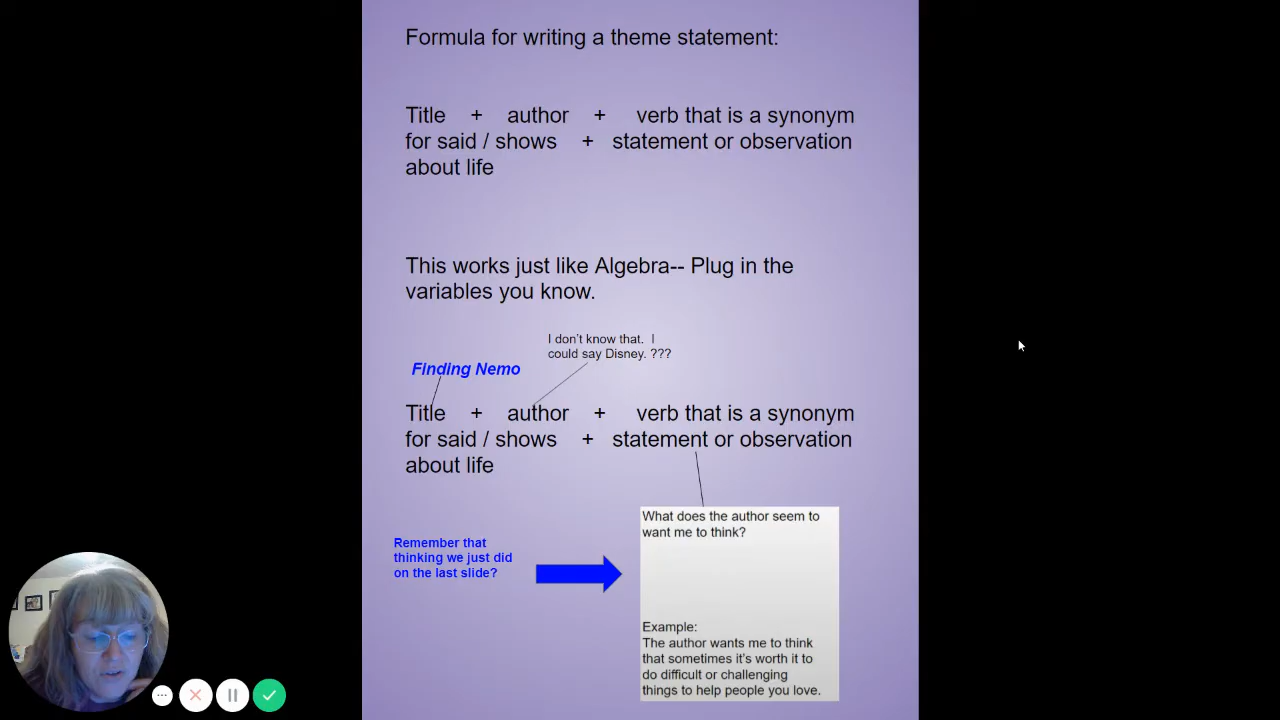 Formula for writing a theme statement:
Title + author + verb that is a synonym
for said / shows + statement or observation
about life
This works just like Algebra-- Plug in the
variables you know.
I don't know that. I
could say Disney. ???
Finding Nemo
Title + author + verb that is a synonym
for said / shows + statement or observation
about life
Remember that
thinking we just did
on the last slide?
What does the author seem to
want me to think?
Example:
The author wants me to think
that sometimes it's worth it to
do difficult or challenging
things to help people you love.